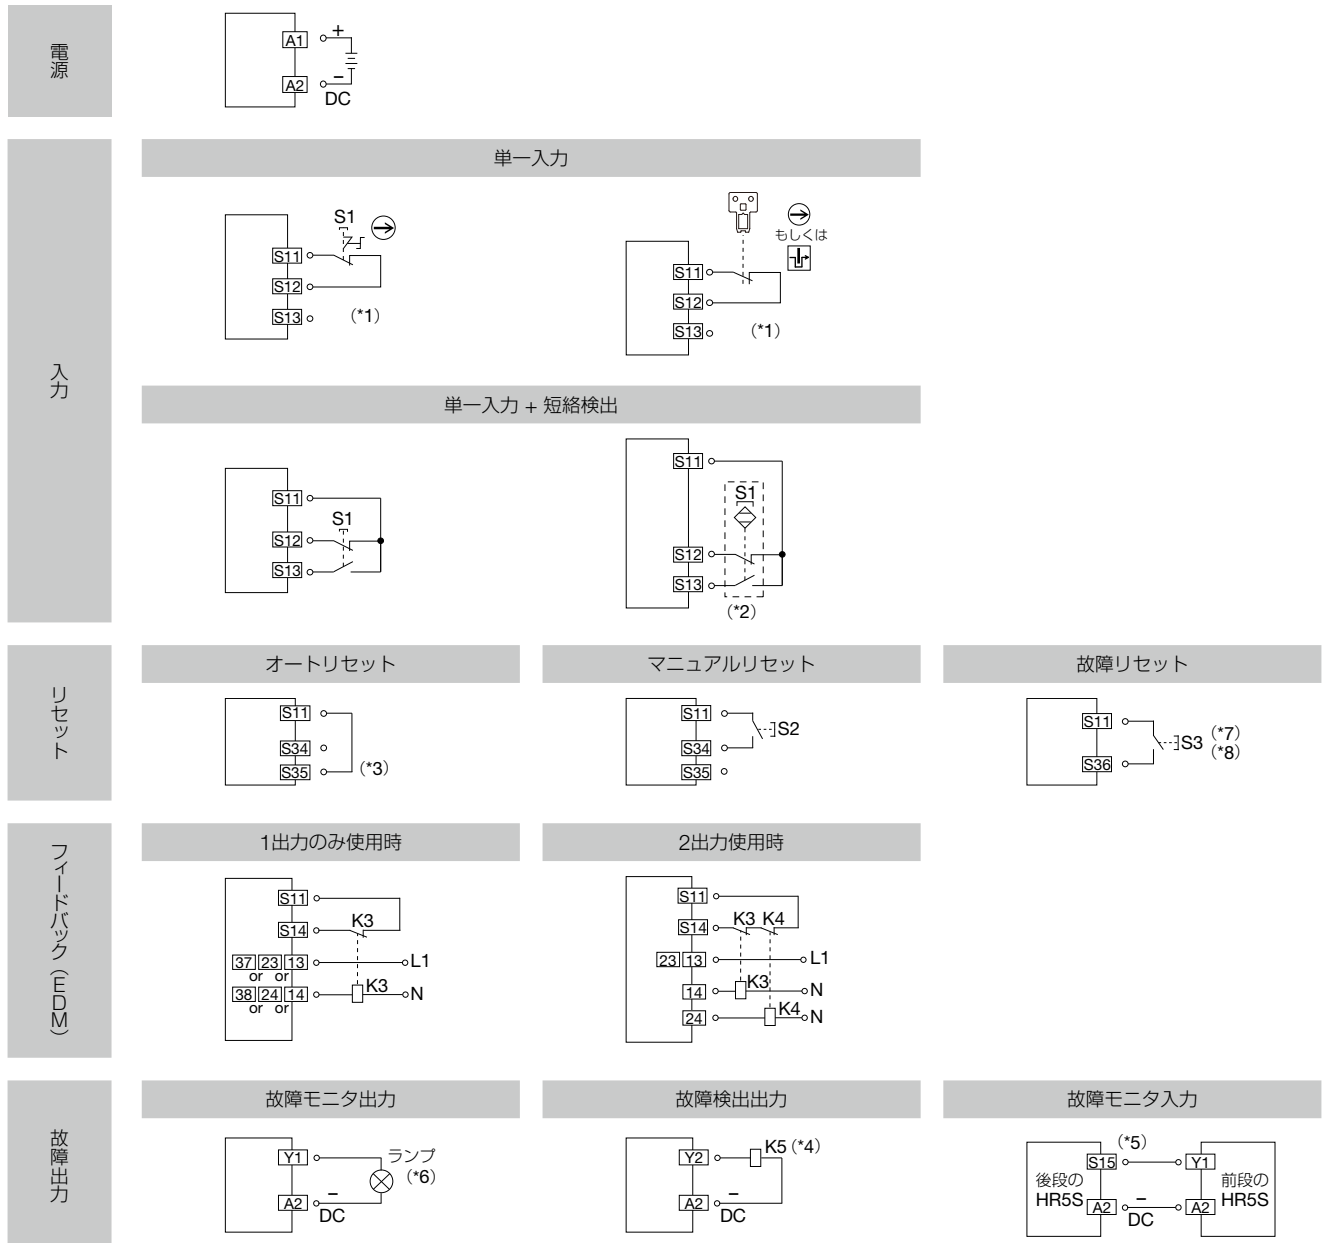 電源
A1
+
A2
−
DC
入力
単一入力
S1
S11
S12
S13
(*1)
もしくは
S11
S12
S13
(*1)
単一入力 + 短絡検出
S11
S1
S12
S13
S11
S1
S12
S13
(*2)
リセット
オートリセット
マニュアルリセット
故障リセット
S11
S34
S35
(*3)
S11
S34
S35
S2
S11
S36
S3
(*7)
(*8)
フィードバック(EDM)
1出力のみ使用時
2出力使用時
S11
K3
S14
37 23 13
L1
or or
K3
38 24 14
N
or or
S11
K3 K4
S14
23 13
L1
K3
14
N
K4
24
N
故障出力
故障モニタ出力
故障検出出力
故障モニタ入力
Y1
ランプ
(*6)
A2
−
DC
Y2
K5 (*4)
A2
−
DC
(*5)
S15
Y1
後段の
HR5S
前段の
HR5S
A2
−
A2
DC